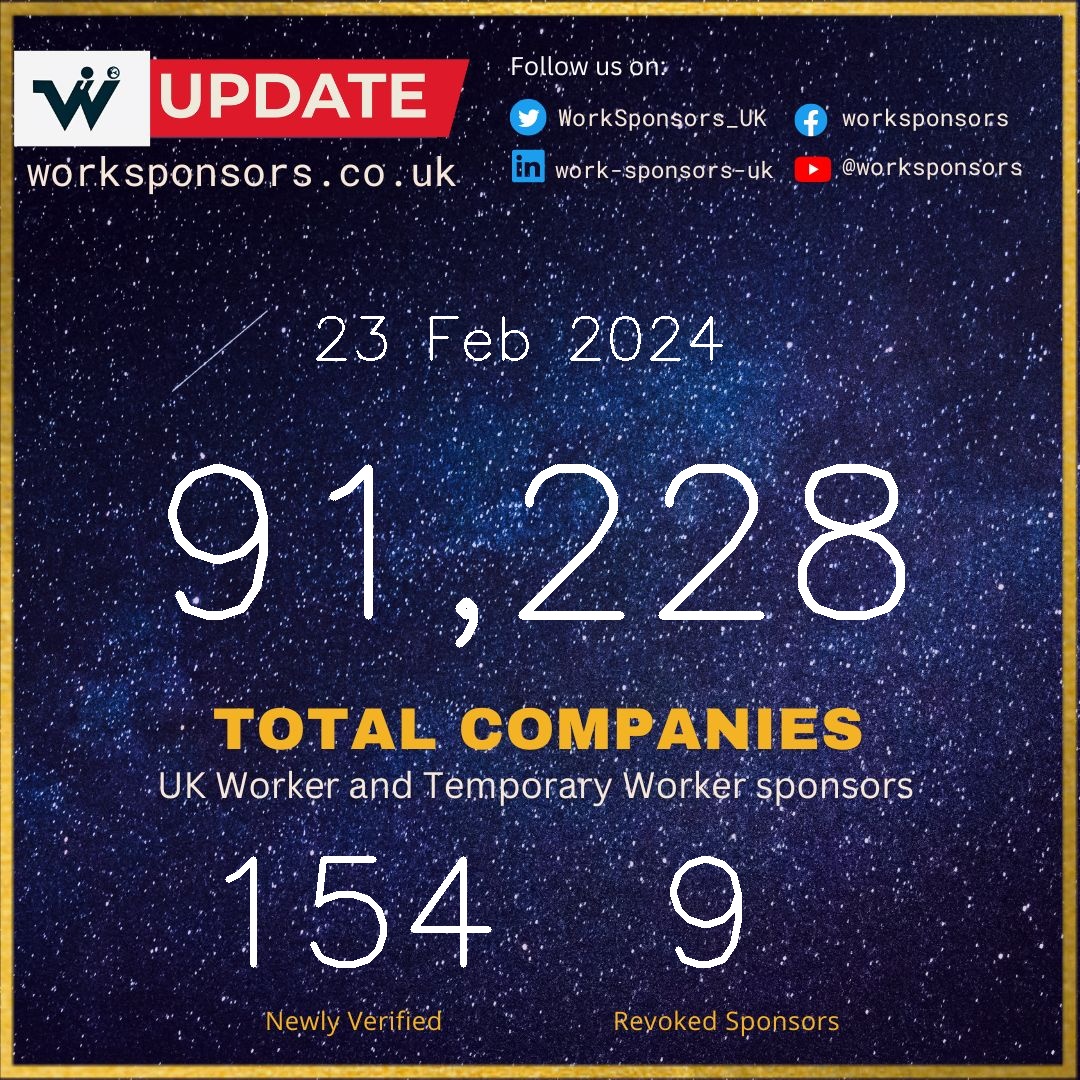 UPDATE
worksponsors.co.uk
Follow us on:
WorkSponsors_UK
worksponsors
work-sponsors-uk
@worksponsors
23 Feb 2024
91,228
TOTAL COMPANIES
UK Worker and Temporary Worker sponsors
154
9
Newly Verified
Revoked Sponsors